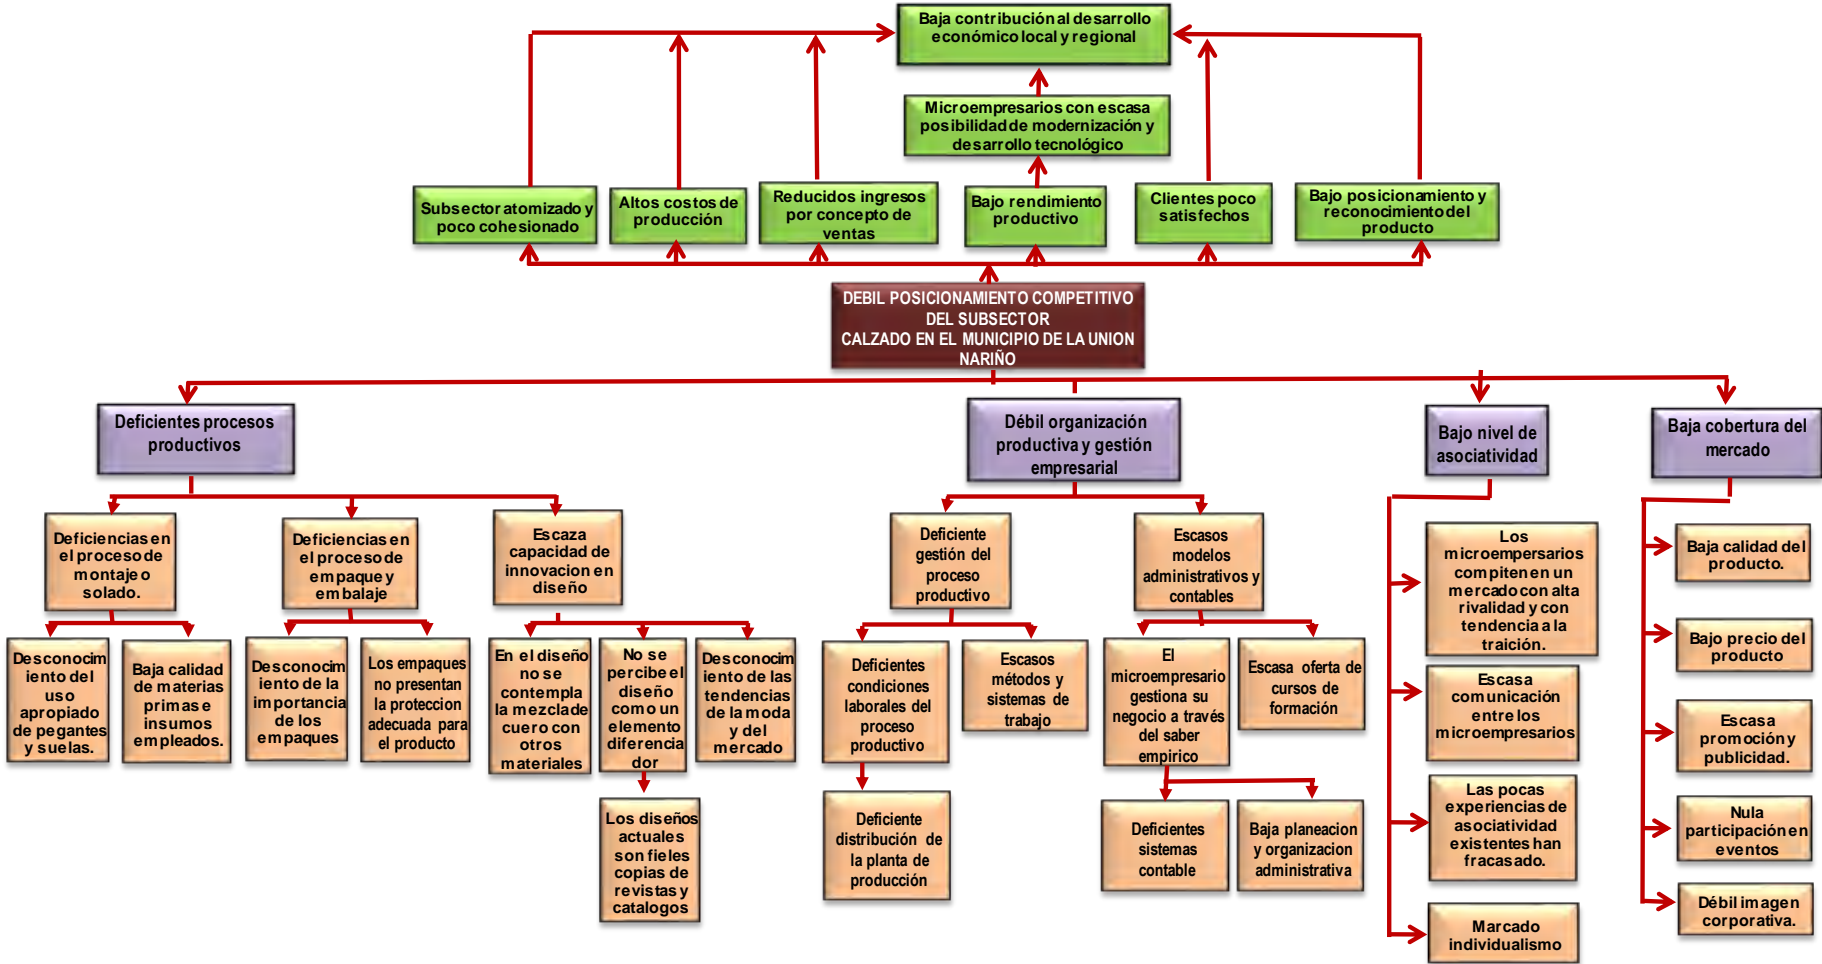 Baja contribución al desarrollo
económico local y regional
Microempresarios con escasa
posibilidad de modernización y
desarrollo tecnológico
Subsector atomizado y
poco cohesionado
Altos costos de
producción
Reducidos ingresos
por concepto de
ventas
Bajo rendimiento
productivo
Clientes poco
satisfechos
Bajo posicionamiento y
reconocimiento del
producto
DEBIL POSICIONAMIENTO COMPETITIVO
DEL SUBSECTOR
CALZADO EN EL MUNICIPIO DE LA UNION
NARIÑO
Deficientes procesos
productivos
Débil organización
productiva y gestión
empresarial
Bajo nivel de
asociatividad
Baja cobertura del
mercado
Deficiencias en
el proceso de
montaje o
solado.
Deficiencias en
el proceso de
empaque y
embalaje
Escaza
capacidad de
innovacion en
diseño
Deficiente
gestión del
proceso
productivo
Escasos
modelos
administrativos y
contables
Desconocim
iento del
uso
apropiado
de pegantes
y suelas.
Baja calidad
de materias
primas e
insumos
empleados.
Desconocim
iento de la
importancia
de los
empaques
Los empaques
no presentan
la proteccion
adecuada para
el producto
En el diseño
no se
contempla
la mezcla de
cuero con
otros
materiales
No se
percibe el
diseño
como un
elemento
diferencia
dor
Desconocim
iento de las
tendencias
de la moda
y del
mercado
Los diseños
actuales
son fieles
copias de
revistas y
catalogos
Deficientes
condiciones
laborales del
proceso
productivo
Escasos
métodos y
sistemas de
trabajo
El
microempresario
gestiona su
negocio a través
del saber
empirico
Escasa oferta de
cursos de
formación
Deficiente
distribución de
la planta de
producción
Deficientes
sistemas
contable
Baja planeacion
y organizacion
administrativa
Los
microempersarios
compiten en un
mercado con alta
rivalidad y con
tendencia a la
traición.
Escasa
comunicación
entre los
microempresarios
Las pocas
experiencias de
asociatividad
existentes han
fracasado.
Marcado
individualismo
Baja calidad del
producto.
Bajo precio del
producto
Escasa
promoción y
publicidad.
Nula
participación en
eventos
Débil imagen
corporativa.